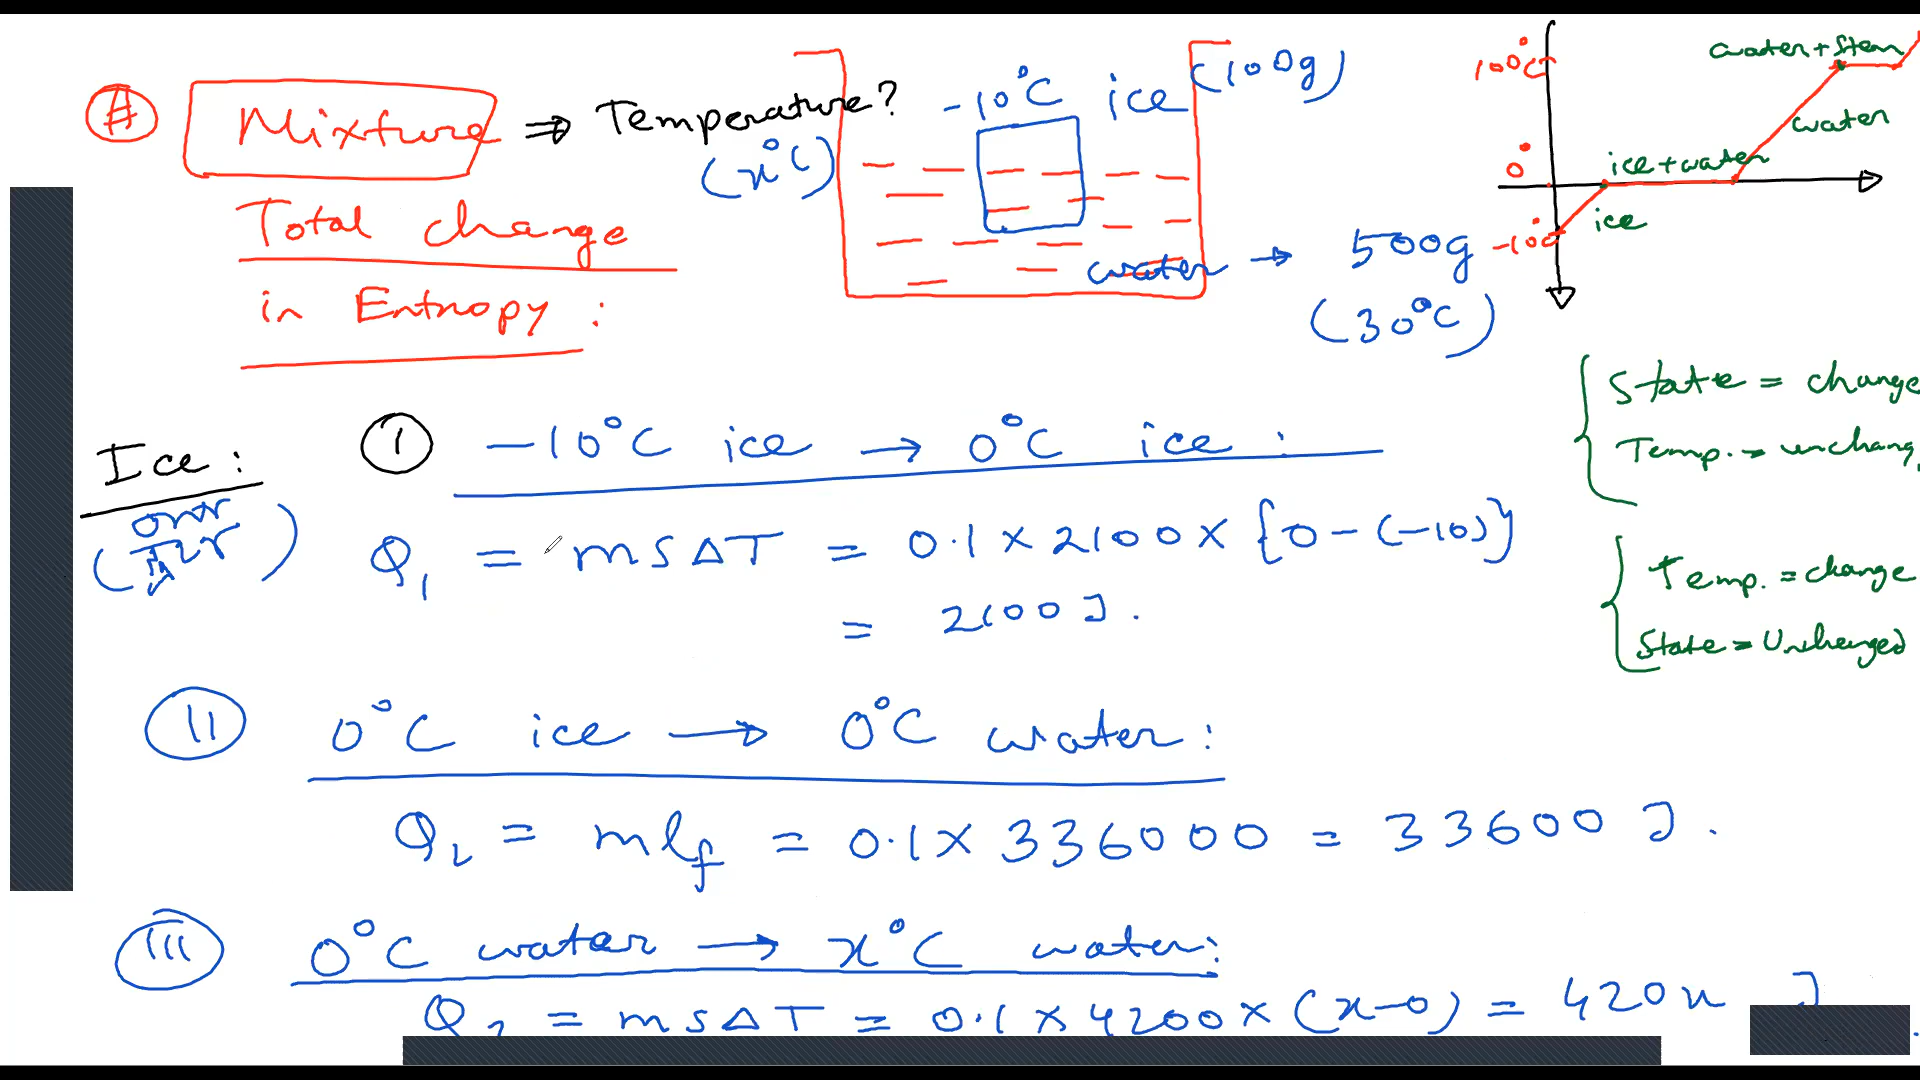 # Mixture ⇒ Temperature? (x°C)
Total change
in Entropy :
-10°C ice (100g)
water → 500g
(30°C)
100°C
0°
-10°
water + steam
water
ice + water
ice
State = change
Temp. → unchang
Temp. = change
State = Unchanged
Ice :
I -10°C ice → 0°C ice :
Q₁ = msΔT = 0.1 × 2100 × {0 - (-10)}
= 2100 J.
II 0°C ice → 0°C water :
Q₂ = mlf = 0.1 × 336000 = 33600 J.
III 0°C water → x°C water :
Q₃ = msΔT = 0.1 × 4200 × (x-0) = 420x J